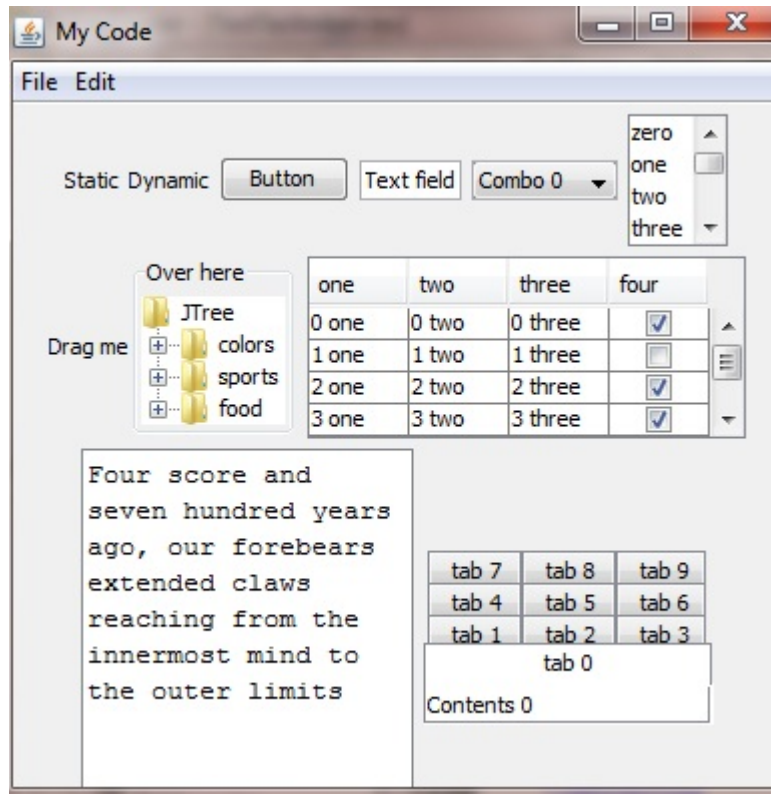 My Code
File Edit
Static Dynamic Button Text field Combo 0
zero
one
two
three
Drag me
Over here
JTree
colors
sports
food
one two three four
0 one 0 two 0 three
1 one 1 two 1 three
2 one 2 two 2 three
3 one 3 two 3 three
Four score and
seven hundred years
ago, our forebears
extended claws
reaching from the
innermost mind to
the outer limits
tab 7 tab 8 tab 9
tab 4 tab 5 tab 6
tab 1 tab 2 tab 3
tab 0
Contents 0